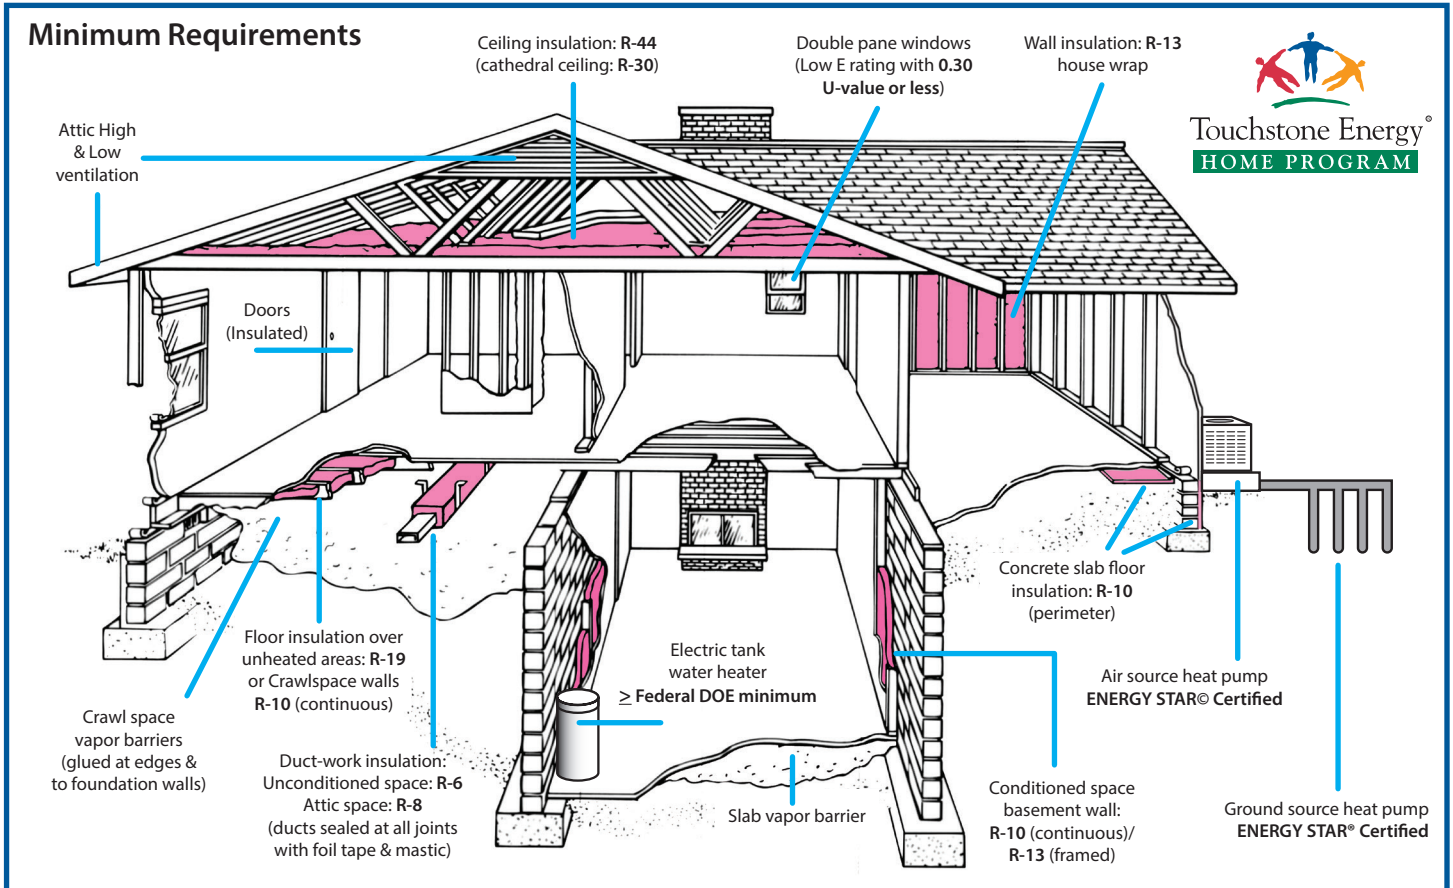 Minimum Requirements
Ceiling insulation: R-44
(cathedral ceiling: R-30)
Double pane windows
(Low E rating with 0.30
U-value or less)
Wall insulation: R-13
house wrap
Touchstone Energy®
HOME PROGRAM
Attic High
& Low
ventilation
Doors
(Insulated)
Concrete slab floor
insulation: R-10
(perimeter)
Floor insulation over
unheated areas: R-19
or Crawlspace walls
R-10 (continuous)
Electric tank
water heater
≥ Federal DOE minimum
Air source heat pump
ENERGY STAR© Certified
Crawl space
vapor barriers
(glued at edges &
to foundation walls)
Duct-work insulation:
Unconditioned space: R-6
Attic space: R-8
(ducts sealed at all joints
with foil tape & mastic)
Slab vapor barrier
Conditioned space
basement wall:
R-10 (continuous)/
R-13 (framed)
Ground source heat pump
ENERGY STAR® Certified